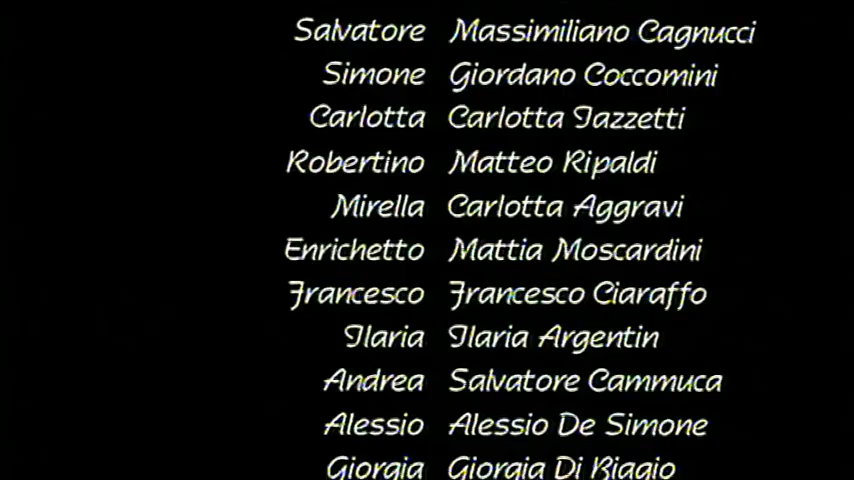 Salvatore Massimiliano Cagnucci
Simone Giordano Coccomini
Carlotta Carlotta Iazzetti
Robertino Matteo Ripaldi
Mirella Carlotta Aggravi
Enrichetto Mattia Moscardini
Francesco Francesco Ciaraffo
Ilaria Ilaria Argentin
Andrea Salvatore Cammuca
Alessio Alessio De Simone
Giorgia Giorgia Di Biagio